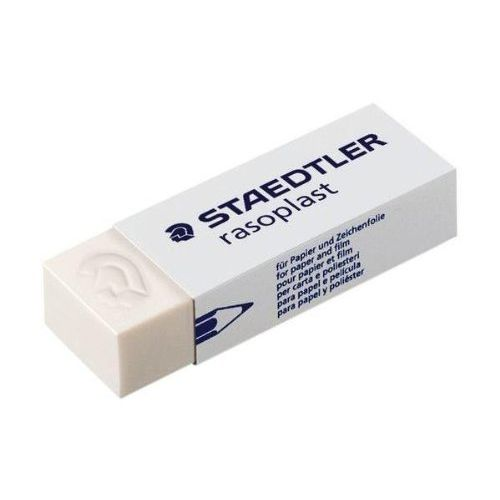 STAEDTLER
rasoplast
für Papier und Zeichenfolie
for paper and film
pour papier et film
per carta e poliesteri
para papel e película
para papel y poliéster